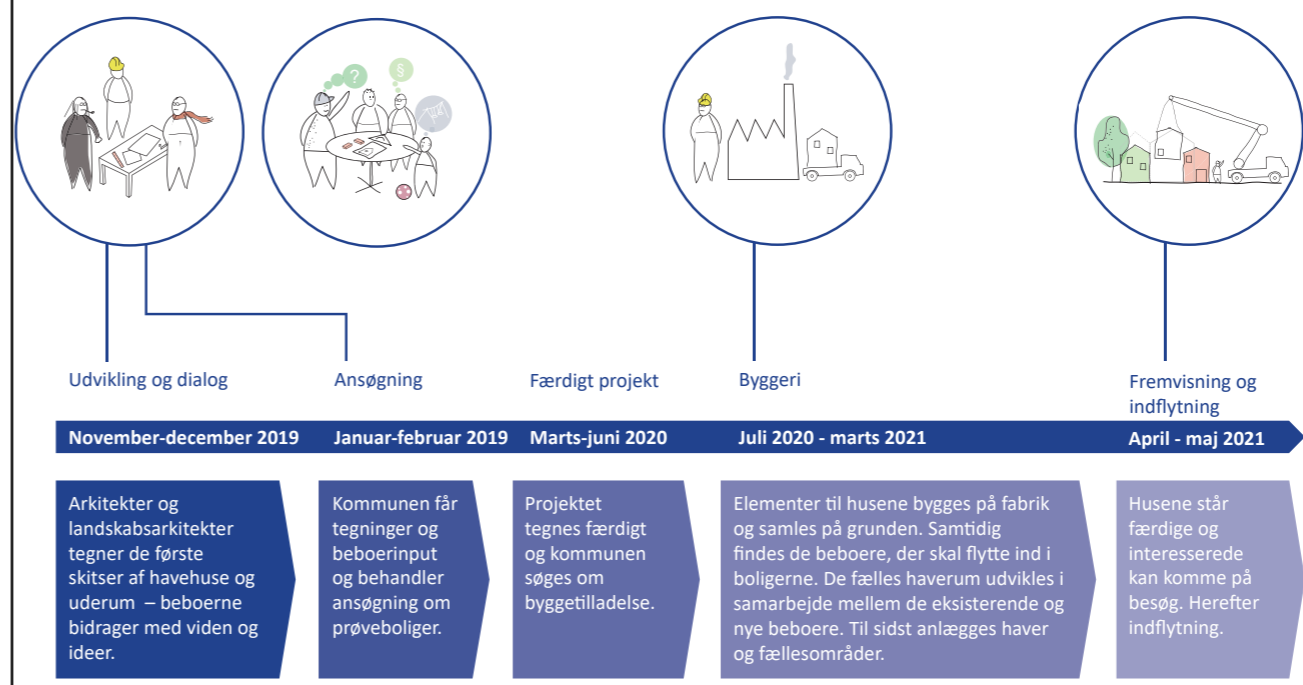 ?
§
Udvikling og dialog
Ansøgning
Færdigt projekt
Byggeri
Fremvisning og
indflytning
November-december 2019
Januar-februar 2019
Marts-juni 2020
Juli 2020 - marts 2021
April - maj 2021
Arkitekter og
landskabsarkitekter
tegner de første
skitser af havehuse og
uderum – beboerne
bidrager med viden og
ideer.
Kommunen får
tegninger og
beboerinput
og behandler
ansøgning om
prøveboliger.
Projektet
tegnes færdigt
og kommunen
søges om
byggetilladelse.
Elementer til husene bygges på fabrik
og samles på grunden. Samtidig
findes de beboere, der skal flytte ind i
boligerne. De fælles haverum udvikles i
samarbejde mellem de eksisterende og
nye beboere. Til sidst anlægges haver
og fællesområder.
Husene står
færdige og
interesserede
kan komme på
besøg. Herefter
indflytning.